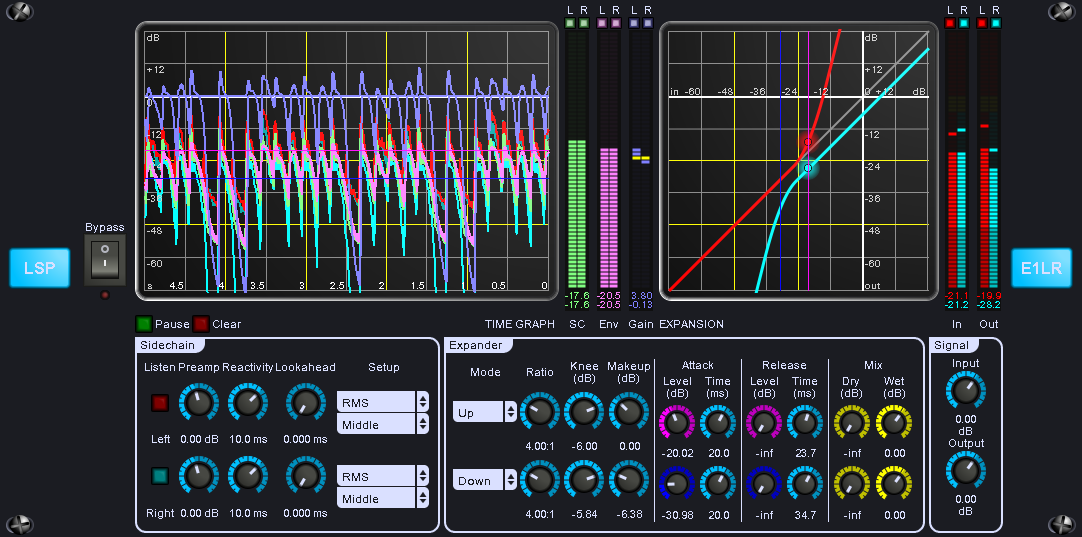 L R L R L R L R L R
dB
+12
0
-12
-24
-36
-48
-60
s 4.5 4 3.5 3 2.5 2 1.5 1 0.5 0
dB
+12
in -60 -48 -36 -24 -12 0 +12 dB
-12
-24
-36
-48
-60
out
-17.6 -20.5 3.80 -21.1 -19.9
-17.6 -20.5 -0.13 -21.2 -28.2
Bypass
LSP
E1LR
Pause Clear TIME GRAPH SC Env Gain EXPANSION In Out
Sidechain
Listen Preamp Reactivity Lookahead Setup
RMS
Middle
Left 0.00 dB 10.0 ms 0.000 ms
RMS
Middle
Right 0.00 dB 10.0 ms 0.000 ms
Expander
Mode Ratio Knee (dB) Makeup (dB)
Attack Release Mix
Level (dB) Time (ms) Level (dB) Time (ms) Dry (dB) Wet (dB)
Up
4.00:1 -6.00 0.00 -20.02 20.0 -inf 23.7 -inf 0.00
Down
4.00:1 -5.84 -6.38 -30.98 20.0 -inf 34.7 -inf 0.00
Signal
Input
0.00
dB
Output
0.00
dB